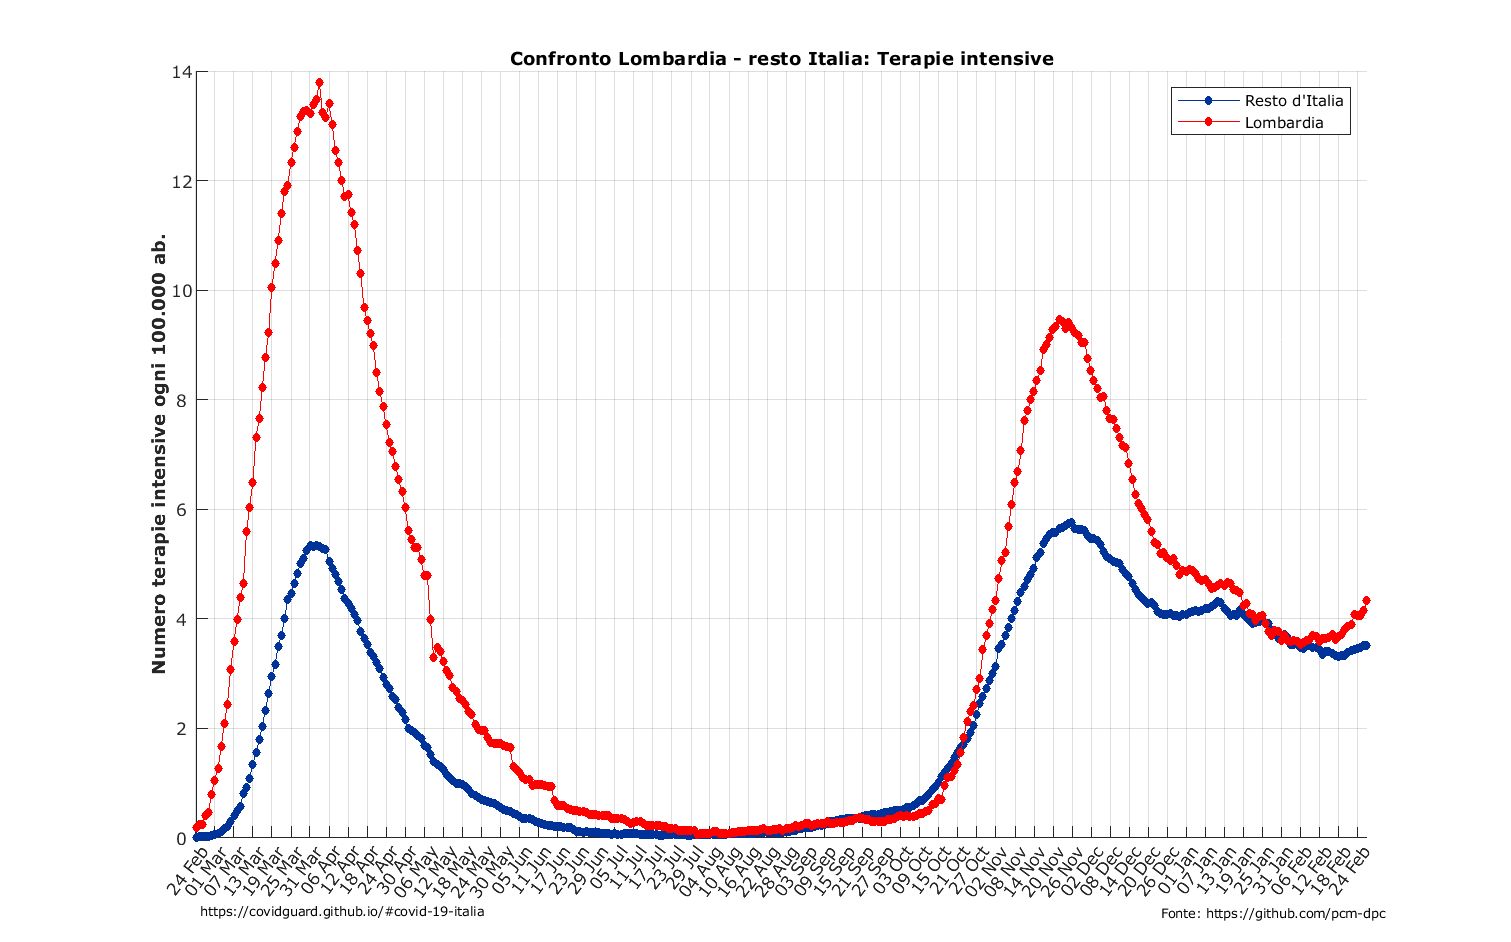 Confronto Lombardia - resto Italia: Terapie intensive
Resto d'Italia
Lombardia
Numero terapie intensive ogni 100.000 ab.
14
12
10
8
6
4
2
0
24 Feb
01 Mar
07 Mar
13 Mar
19 Mar
25 Mar
31 Mar
06 Apr
12 Apr
18 Apr
24 Apr
30 Apr
06 May
12 May
18 May
24 May
30 May
05 Jun
11 Jun
17 Jun
23 Jun
29 Jul
05 Jul
11 Jul
17 Jul
23 Jul
29 Jul
04 Aug
10 Aug
16 Aug
22 Aug
28 Aug
03 Sep
09 Sep
15 Sep
21 Sep
27 Sep
03 Oct
09 Oct
15 Oct
21 Oct
27 Oct
02 Nov
08 Nov
14 Nov
20 Nov
26 Nov
02 Dec
08 Dec
14 Dec
20 Dec
26 Dec
01 Jan
07 Jan
13 Jan
19 Jan
25 Jan
31 Jan
06 Feb
12 Feb
18 Feb
24 Feb
https://covidguard.github.io/#covid-19-italia
Fonte: https://github.com/pcm-dpc